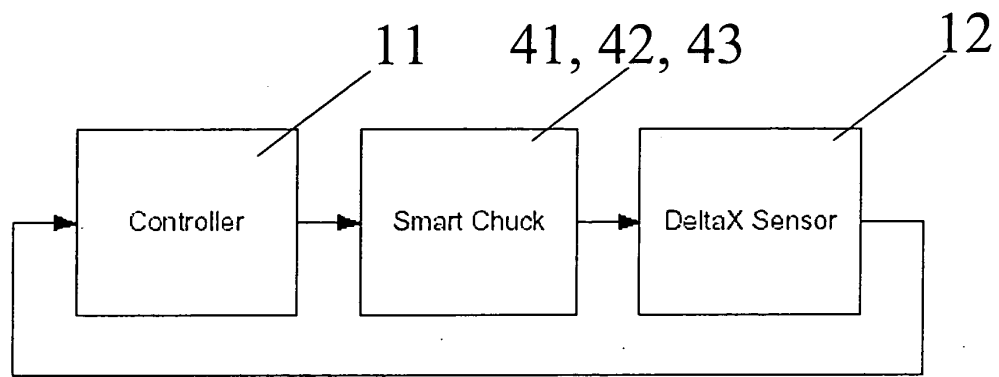 11
41, 42, 43
12
Controller
Smart Chuck
DeltaX Sensor